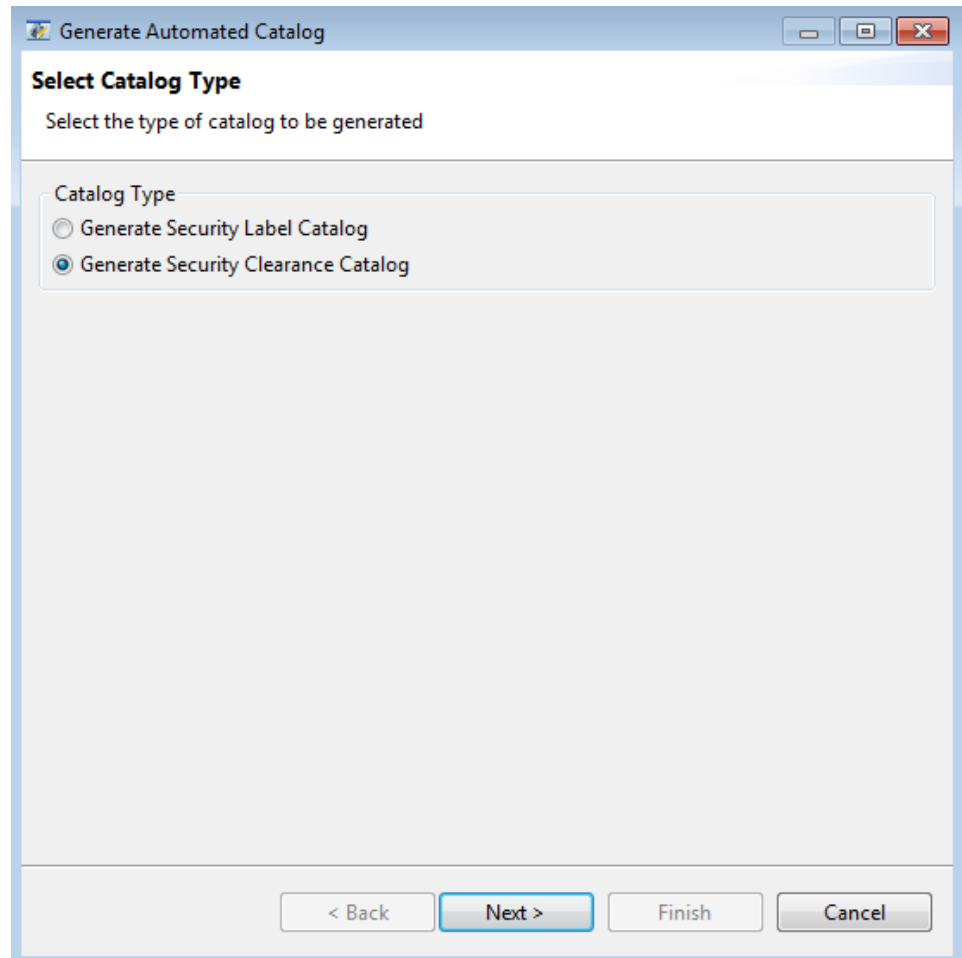 Generate Automated Catalog
Select Catalog Type
Select the type of catalog to be generated
Catalog Type
Generate Security Label Catalog
Generate Security Clearance Catalog
< Back Next > Finish Cancel